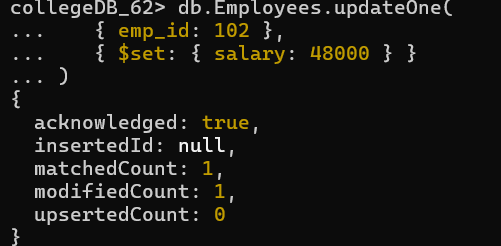 collegeDB_62> db.Employees.updateOne(
...     { emp_id: 102 },
...     { $set: { salary: 48000 } }
... )
{
  acknowledged: true,
  insertedId: null,
  matchedCount: 1,
  modifiedCount: 1,
  upsertedCount: 0
}